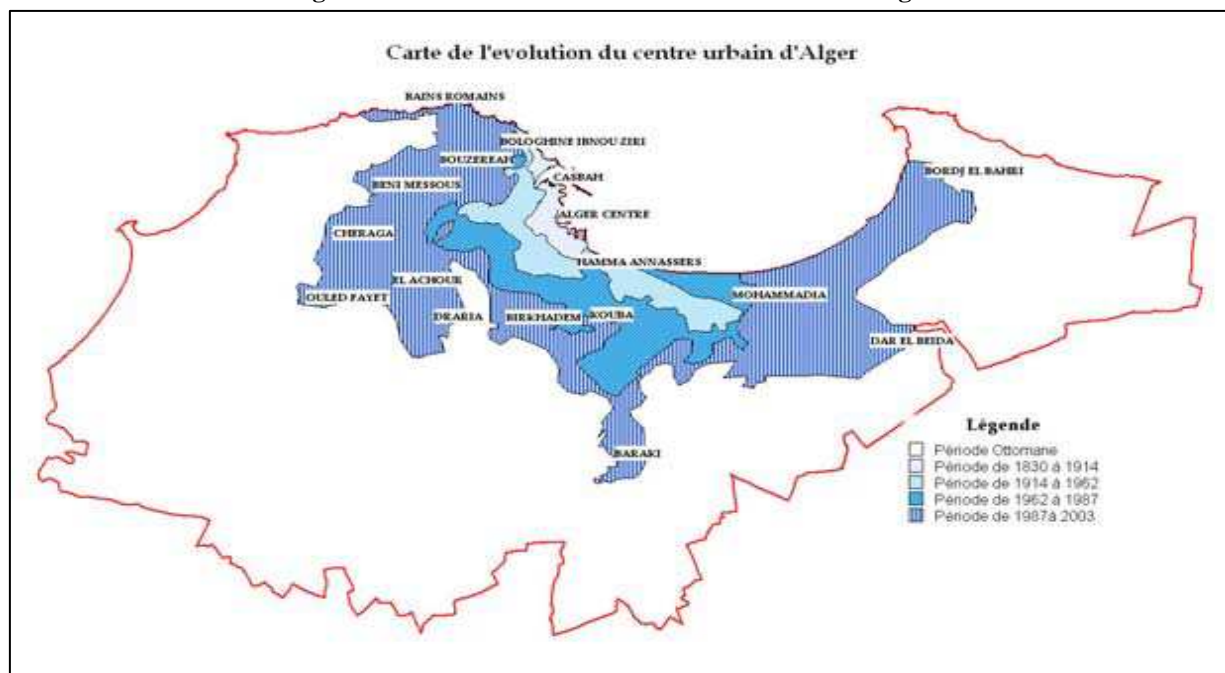 Carte de l'evolution du centre urbain d'Alger
BAINS ROMAINS
BOLOGHINE IBNOU ZIRI
BOUZEREAH
CASBAH
BENI MESSOUS
BORDJ EL BAHRI
ALGER CENTRE
CHERAGA
HAMMA ANNASSERS
EL ACHOUR
OULED FAYET
MOHAMMADIA
DRARIA
BIRKHADEM
KOUBA
DAR EL BEIDA
BARAKI
Légende
Période Ottomane
Période de 1830 à 1914
Période de 1914 à 1962
Période de 1962 à 1987
Période de 1987à 2003